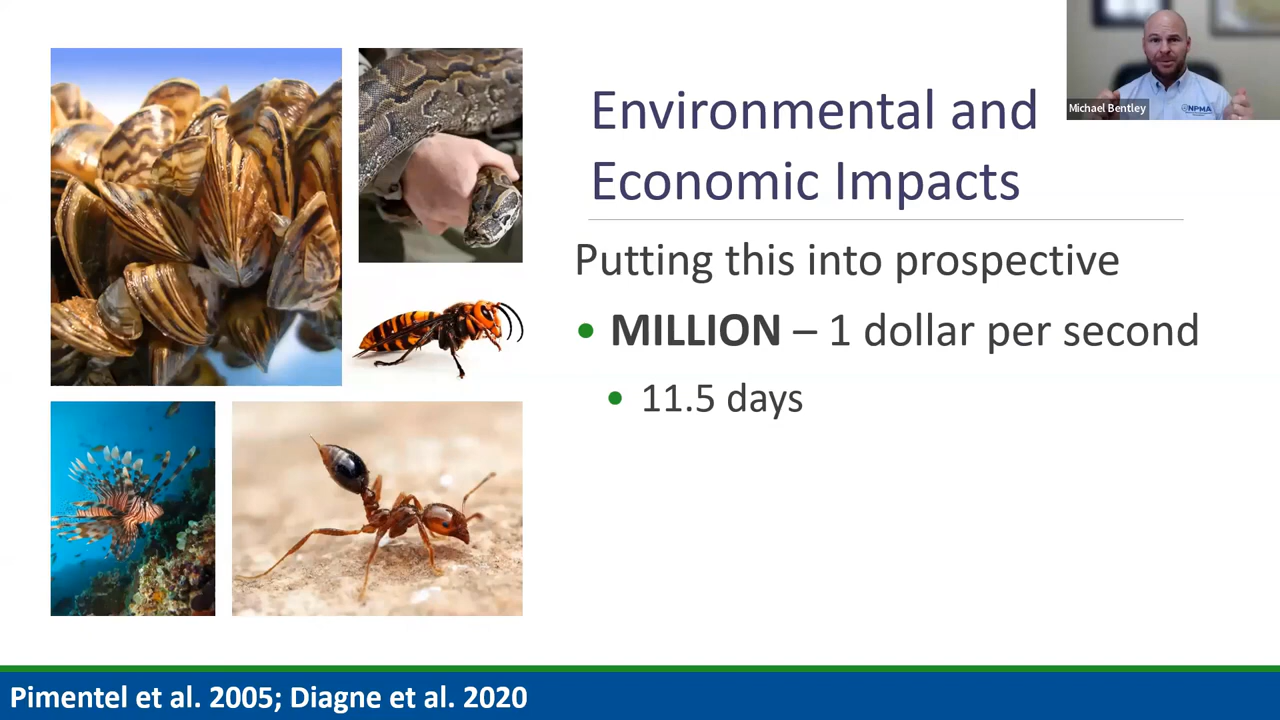 Environmental and
Economic Impacts
Michael Bentley
NPMA
Putting this into prospective
• MILLION – 1 dollar per second
• 11.5 days
Pimentel et al. 2005; Diagne et al. 2020